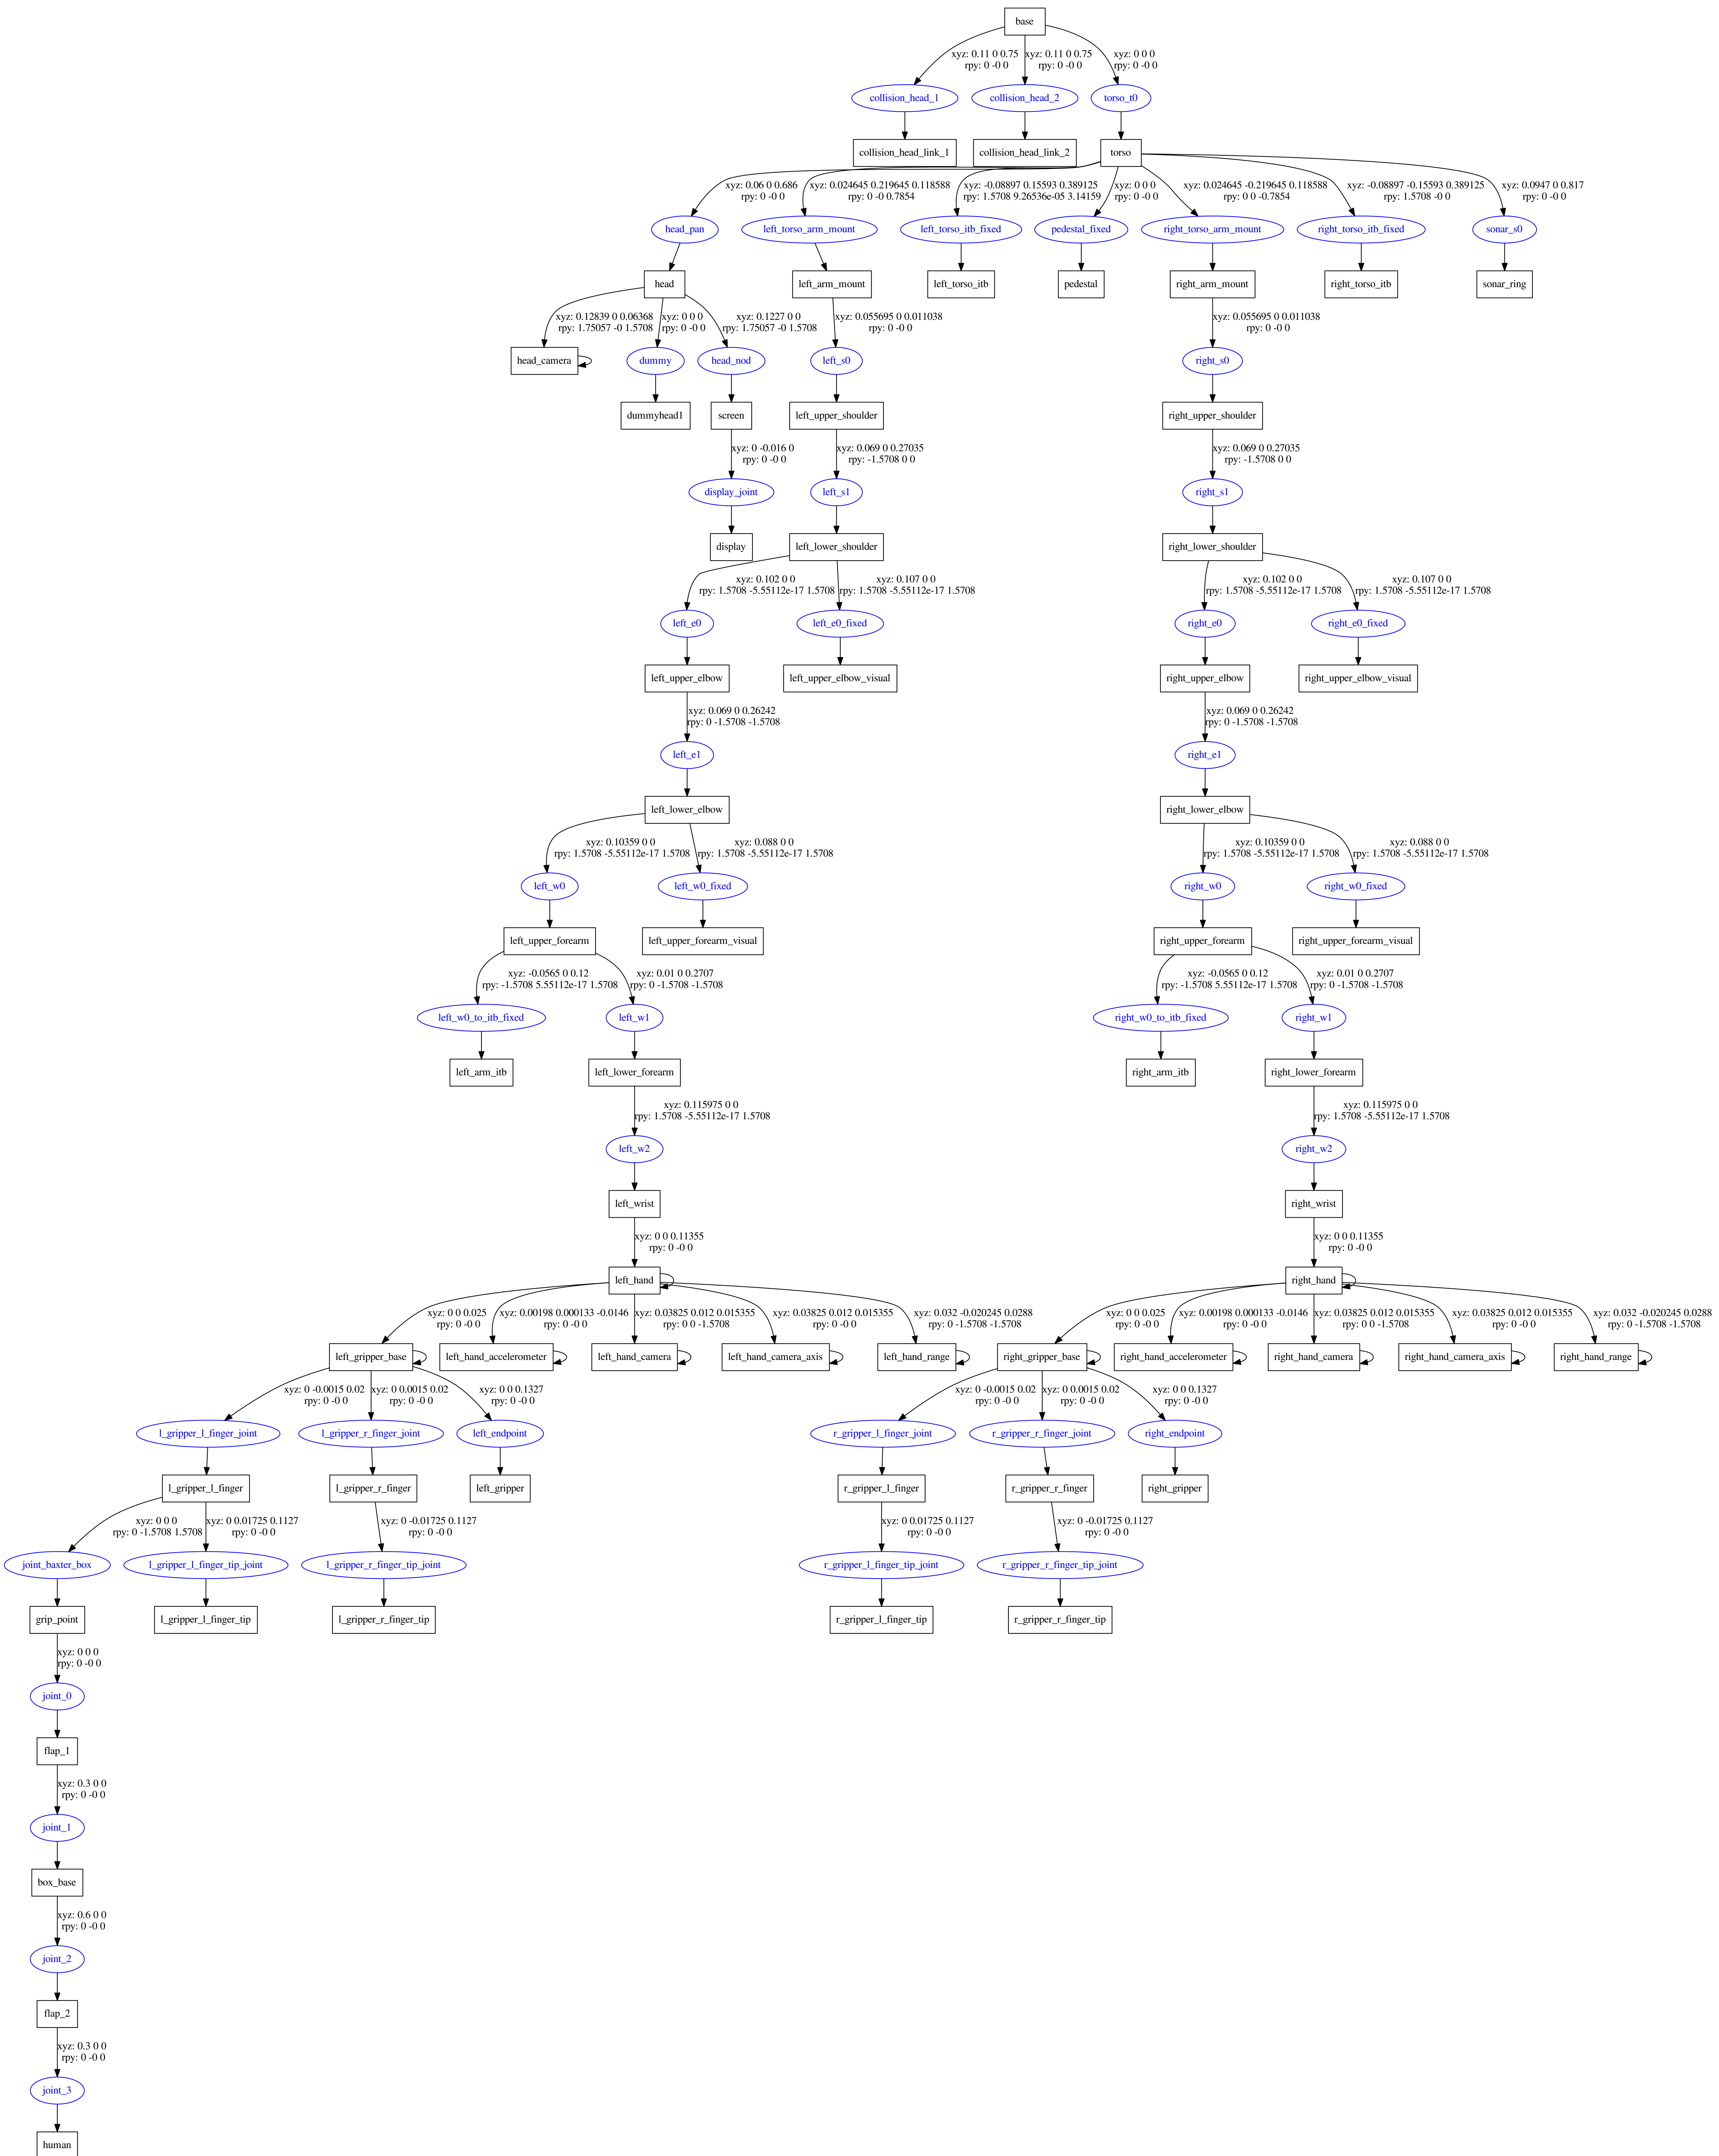 base
xyz: 0.11 0 0.75
rpy: 0 -0 0
xyz: 0.11 0 0.75
rpy: 0 -0 0
xyz: 0 0 0
rpy: 0 -0 0
collision_head_1
collision_head_2
torso_t0
collision_head_link_1
collision_head_link_2
torso
xyz: 0.06 0 0.686
rpy: 0 -0 0
xyz: 0.024645 0.219645 0.118588
rpy: 0 -0 0.7854
xyz: -0.08897 0.15593 0.389125
rpy: 1.5708 9.26536e-05 3.14159
xyz: 0 0 0
rpy: 0 -0 0
xyz: 0.024645 -0.219645 0.118588
rpy: 0 0 -0.7854
xyz: -0.08897 -0.15593 0.389125
rpy: 1.5708 -0 0
xyz: 0.0947 0 0.817
rpy: 0 -0 0
head_pan
left_torso_arm_mount
left_torso_itb_fixed
pedestal_fixed
right_torso_arm_mount
right_torso_itb_fixed
sonar_s0
head
left_arm_mount
left_torso_itb
pedestal
right_arm_mount
right_torso_itb
sonar_ring
xyz: 0.12839 0 0.06368
rpy: 1.75057 -0 1.5708
xyz: 0 0 0
rpy: 0 -0 0
xyz: 0.1227 0 0
rpy: 1.75057 -0 1.5708
xyz: 0.055695 0 0.011038
rpy: 0 -0 0
xyz: 0.055695 0 0.011038
rpy: 0 -0 0
head_camera
dummy
head_nod
left_s0
right_s0
dummyhead1
screen
left_upper_shoulder
right_upper_shoulder
xyz: 0 -0.016 0
rpy: 0 -0 0
xyz: 0.069 0 0.27035
rpy: -1.5708 0 0
xyz: 0.069 0 0.27035
rpy: -1.5708 0 0
display_joint
left_s1
right_s1
display
left_lower_shoulder
right_lower_shoulder
xyz: 0.102 0 0
rpy: 1.5708 -5.55112e-17 1.5708
xyz: 0.107 0 0
rpy: 1.5708 -5.55112e-17 1.5708
xyz: 0.102 0 0
rpy: 1.5708 -5.55112e-17 1.5708
xyz: 0.107 0 0
rpy: 1.5708 -5.55112e-17 1.5708
left_e0
left_e0_fixed
right_e0
right_e0_fixed
left_upper_elbow
left_upper_elbow_visual
right_upper_elbow
right_upper_elbow_visual
xyz: 0.069 0 0.26242
rpy: 0 -1.5708 -1.5708
xyz: 0.069 0 0.26242
rpy: 0 -1.5708 -1.5708
left_e1
right_e1
left_lower_elbow
right_lower_elbow
xyz: 0.10359 0 0
rpy: 1.5708 -5.55112e-17 1.5708
xyz: 0.088 0 0
rpy: 1.5708 -5.55112e-17 1.5708
xyz: 0.10359 0 0
rpy: 1.5708 -5.55112e-17 1.5708
xyz: 0.088 0 0
rpy: 1.5708 -5.55112e-17 1.5708
left_w0
left_w0_fixed
right_w0
right_w0_fixed
left_upper_forearm
left_upper_forearm_visual
right_upper_forearm
right_upper_forearm_visual
xyz: -0.0565 0 0.12
rpy: -1.5708 5.55112e-17 1.5708
xyz: 0.01 0 0.2707
rpy: 0 -1.5708 -1.5708
xyz: -0.0565 0 0.12
rpy: -1.5708 5.55112e-17 1.5708
xyz: 0.01 0 0.2707
rpy: 0 -1.5708 -1.5708
left_w0_to_itb_fixed
left_w1
right_w0_to_itb_fixed
right_w1
left_arm_itb
left_lower_forearm
right_arm_itb
right_lower_forearm
xyz: 0.115975 0 0
rpy: 1.5708 -5.55112e-17 1.5708
xyz: 0.115975 0 0
rpy: 1.5708 -5.55112e-17 1.5708
left_w2
right_w2
left_wrist
right_wrist
xyz: 0 0 0.11355
rpy: 0 -0 0
xyz: 0 0 0.11355
rpy: 0 -0 0
left_hand
right_hand
xyz: 0 0 0.025
rpy: 0 -0 0
xyz: 0.00198 0.000133 -0.0146
rpy: 0 -0 0
xyz: 0.03825 0.012 0.015355
rpy: 0 0 -1.5708
xyz: 0.03825 0.012 0.015355
rpy: 0 -0 0
xyz: 0.032 -0.020245 0.0288
rpy: 0 -1.5708 -1.5708
xyz: 0 0 0.025
rpy: 0 -0 0
xyz: 0.00198 0.000133 -0.0146
rpy: 0 -0 0
xyz: 0.03825 0.012 0.015355
rpy: 0 0 -1.5708
xyz: 0.03825 0.012 0.015355
rpy: 0 -0 0
xyz: 0.032 -0.020245 0.0288
rpy: 0 -1.5708 -1.5708
left_gripper_base
left_hand_accelerometer
left_hand_camera
left_hand_camera_axis
left_hand_range
right_gripper_base
right_hand_accelerometer
right_hand_camera
right_hand_camera_axis
right_hand_range
xyz: 0 -0.0015 0.02
rpy: 0 -0 0
xyz: 0 0.0015 0.02
rpy: 0 -0 0
xyz: 0 0 0.1327
rpy: 0 -0 0
xyz: 0 -0.0015 0.02
rpy: 0 -0 0
xyz: 0 0.0015 0.02
rpy: 0 -0 0
xyz: 0 0 0.1327
rpy: 0 -0 0
l_gripper_l_finger_joint
l_gripper_r_finger_joint
left_endpoint
r_gripper_l_finger_joint
r_gripper_r_finger_joint
right_endpoint
l_gripper_l_finger
l_gripper_r_finger
left_gripper
r_gripper_l_finger
r_gripper_r_finger
right_gripper
xyz: 0 0 0
rpy: 0 -1.5708 1.5708
xyz: 0 0.01725 0.1127
rpy: 0 -0 0
xyz: 0 -0.01725 0.1127
rpy: 0 -0 0
xyz: 0 0.01725 0.1127
rpy: 0 -0 0
xyz: 0 -0.01725 0.1127
rpy: 0 -0 0
joint_baxter_box
l_gripper_l_finger_tip_joint
l_gripper_r_finger_tip_joint
r_gripper_l_finger_tip_joint
r_gripper_r_finger_tip_joint
grip_point
l_gripper_l_finger_tip
l_gripper_r_finger_tip
r_gripper_l_finger_tip
r_gripper_r_finger_tip
xyz: 0 0 0
rpy: 0 -0 0
joint_0
flap_1
xyz: 0.3 0 0
rpy: 0 -0 0
joint_1
box_base
xyz: 0.6 0 0
rpy: 0 -0 0
joint_2
flap_2
xyz: 0.3 0 0
rpy: 0 -0 0
joint_3
human